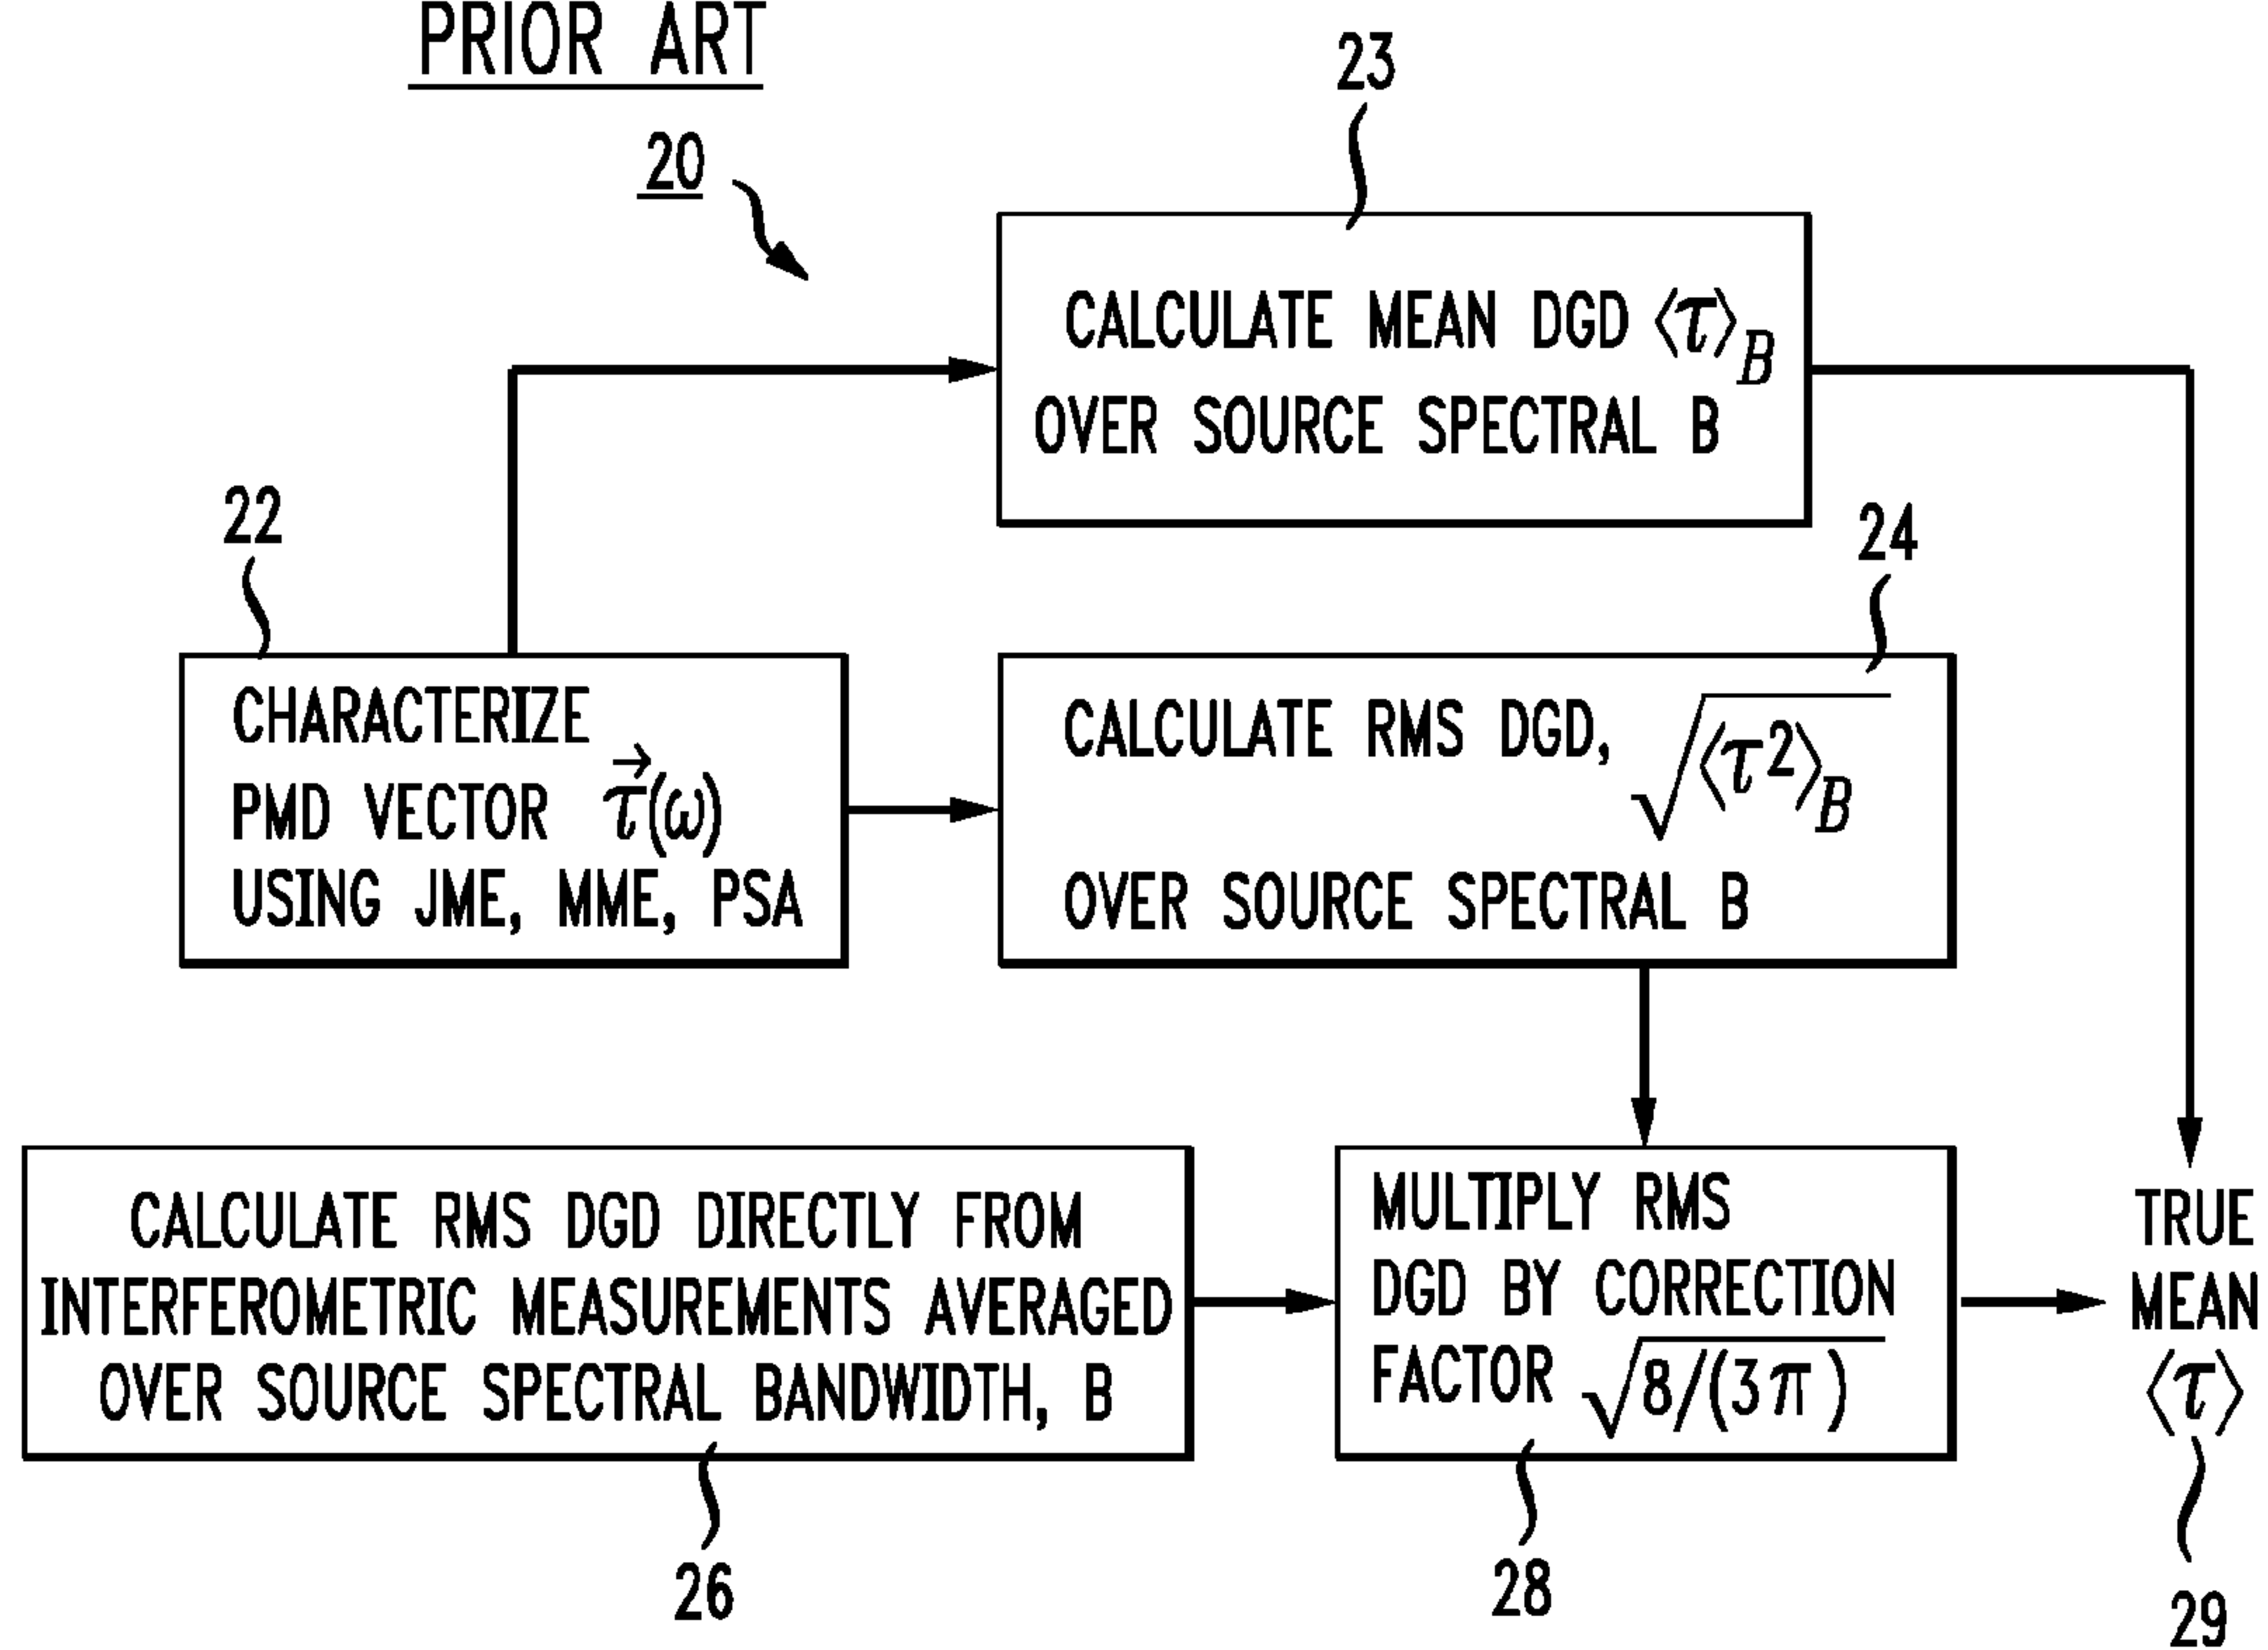 PRIOR ART
20
23
CALCULATE MEAN DGD ⟨τ⟩B
OVER SOURCE SPECTRAL B
22
CHARACTERIZE
PMD VECTOR τ⃗(ω)
USING JME, MME, PSA
24
CALCULATE RMS DGD, √⟨τ²⟩B
OVER SOURCE SPECTRAL B
CALCULATE RMS DGD DIRECTLY FROM
INTERFEROMETRIC MEASUREMENTS AVERAGED
OVER SOURCE SPECTRAL BANDWIDTH, B
26
MULTIPLY RMS
DGD BY CORRECTION
FACTOR √8/(3π)
28
TRUE
MEAN
⟨τ⟩
29